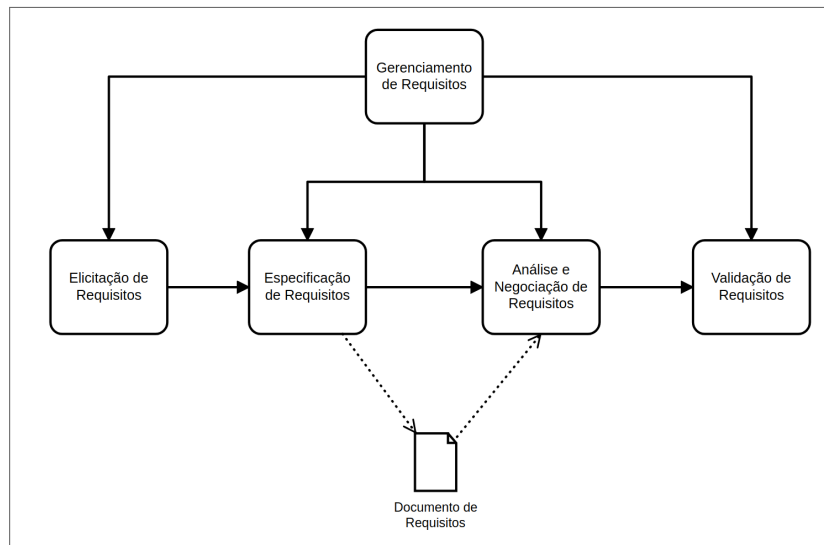 Gerenciamento
de Requisitos
Elicitação de
Requisitos
Especificação
de Requisitos
Análise e
Negociação de
Requisitos
Validação de
Requisitos
Documento de
Requisitos